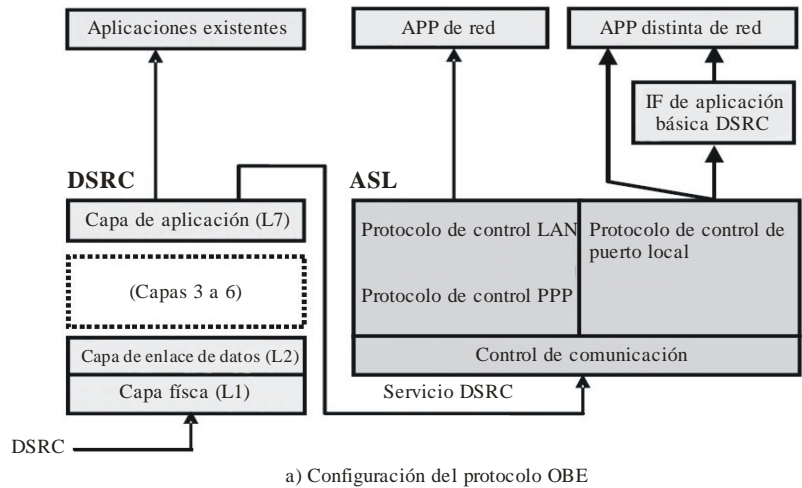 Aplicaciones existentes
APP de red
APP distinta de red
IF de aplicación
básica DSRC
DSRC
ASL
Capa de aplicación (L7)
Protocolo de control LAN
Protocolo de control de
puerto local
(Capas 3 a 6)
Protocolo de control PPP
Capa de enlace de datos (L2)
Control de comunicación
Capa físca (L1)
Servicio DSRC
DSRC
a) Configuración del protocolo OBE